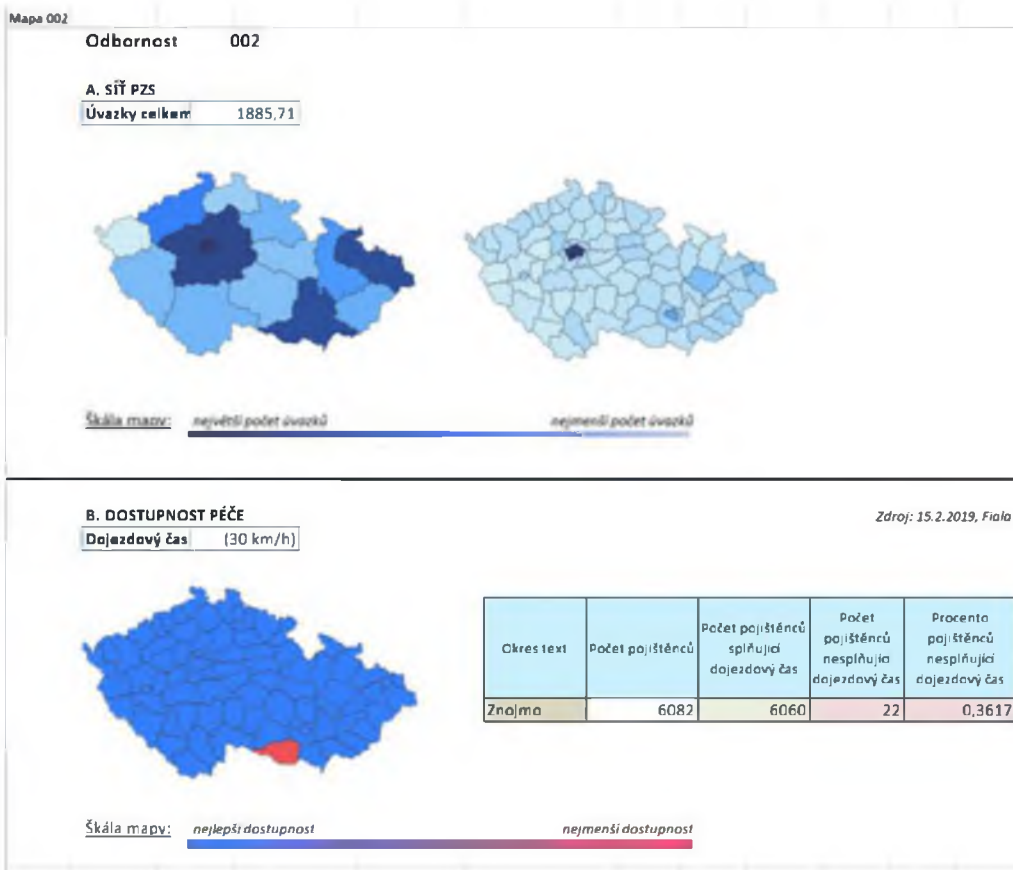 Mapa 002
Odbornost 002
A. SÍŤ PZS
Úvazky celkem 1885,71
Škála mapy: největší počet úvazků nejmenší počet úvazků
B. DOSTUPNOST PÉČE
Zdroj: 15.2.2019, Fiala
Dojezdový čas (30 km/h)
Okres text
Počet pojištěnců
Počet pojištěnců
splňující
dojezdový čas
Počet
pojištěnců
nesplňující
dojezdový čas
Procento
pojištěnců
nesplňující
dojezdový čas
Znojmo 6082 6060 22 0,3617
Škála mapy: nejlepší dostupnost nejmenší dostupnost